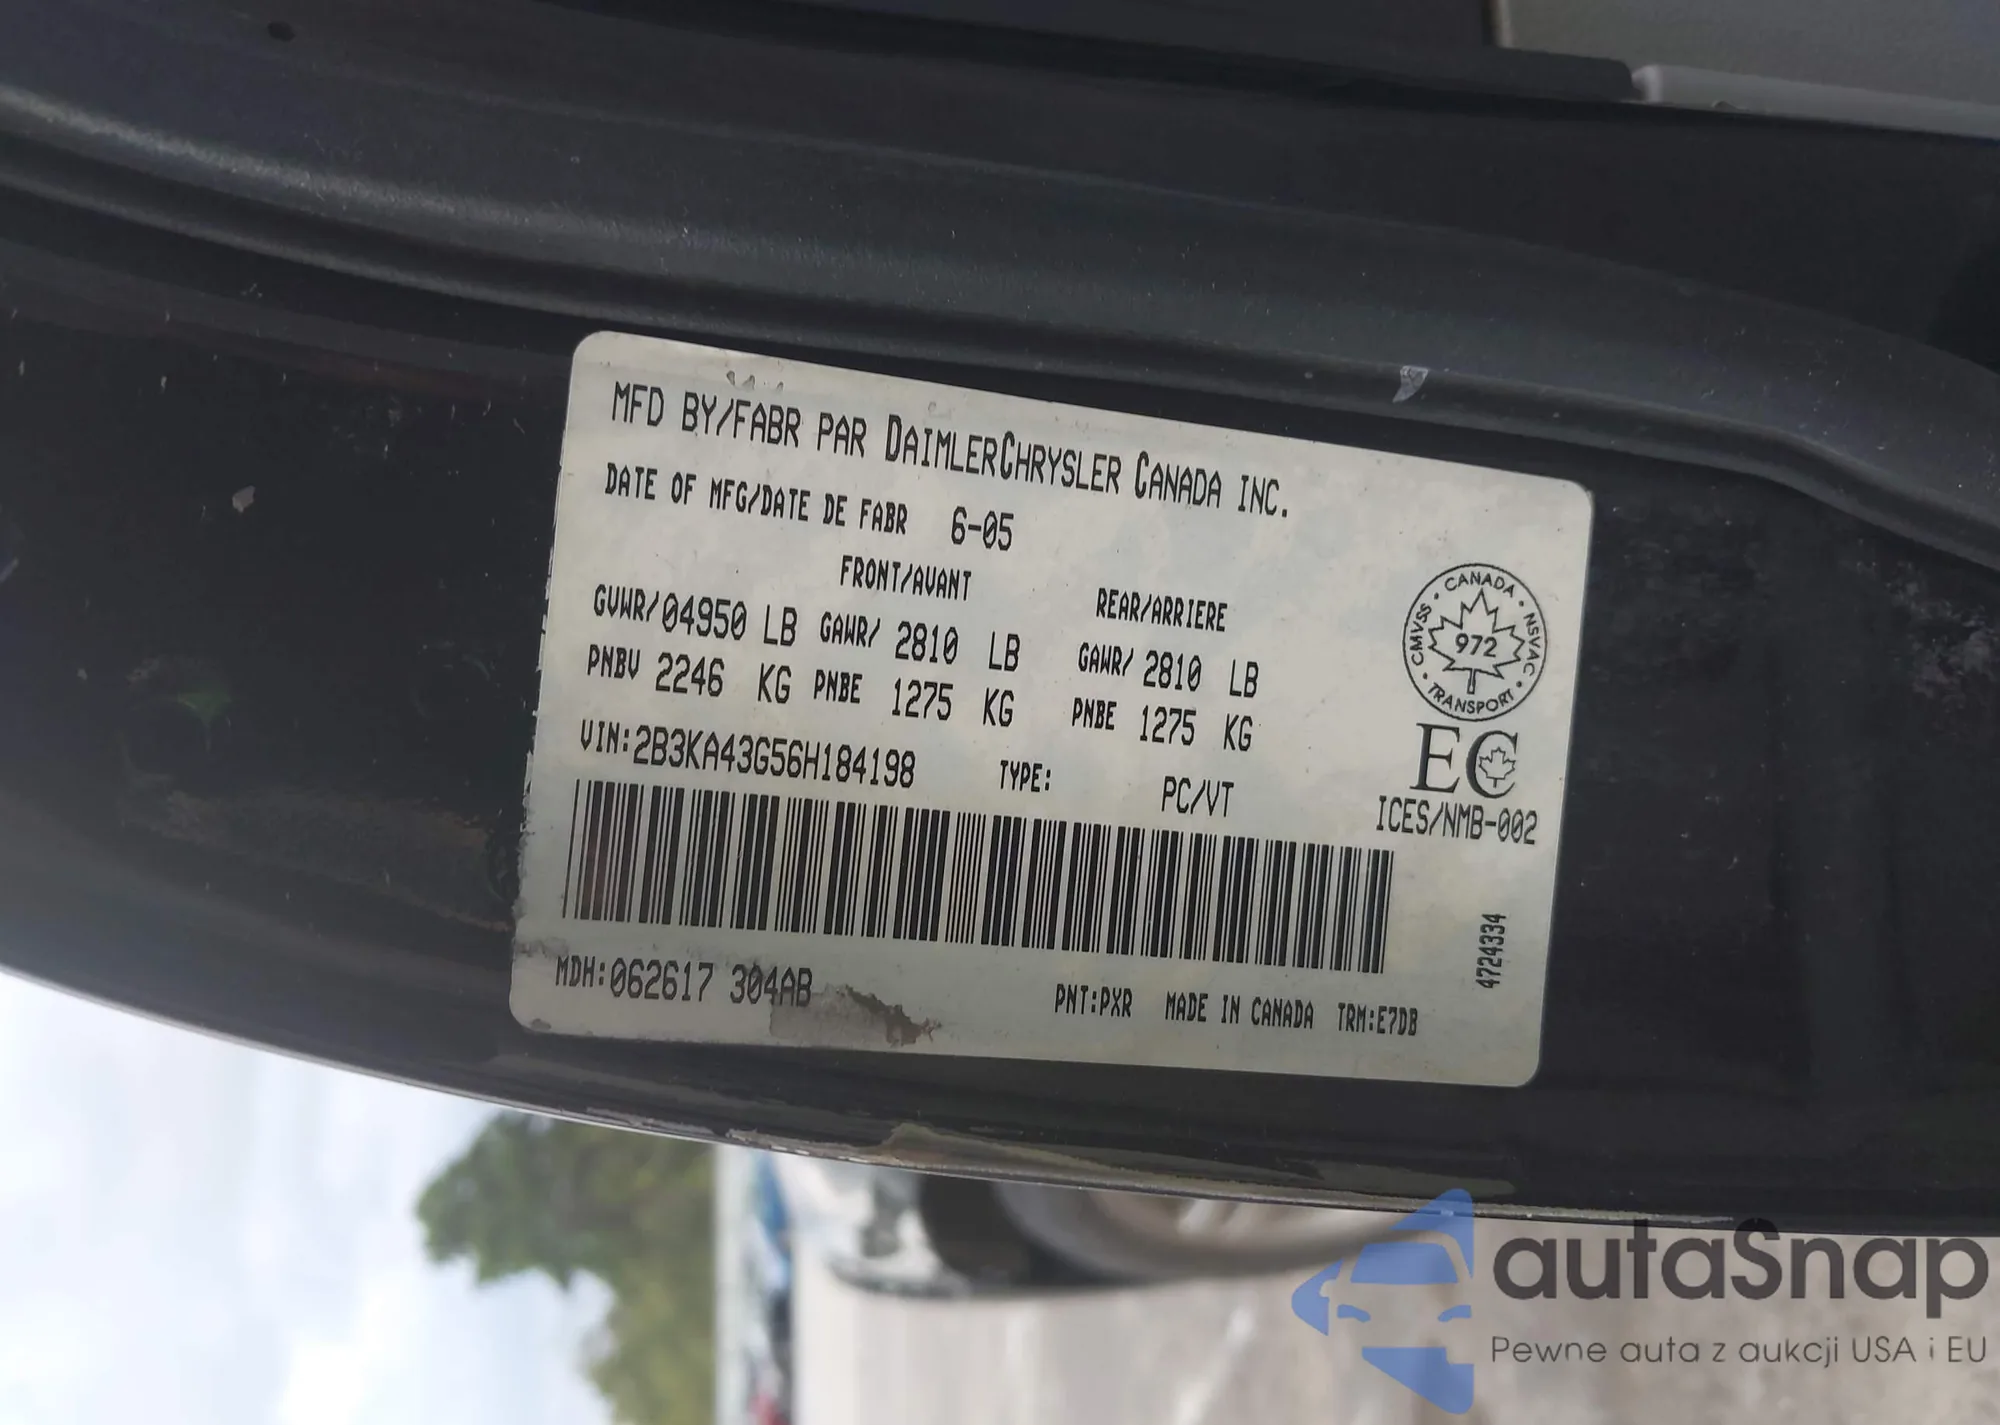 MFD BY/FABR PAR DAIMLERCHRYSLER CANADA INC.
DATE OF MFG/DATE DE FABR 6-05
FRONT/AVANT REAR/ARRIERE
GVWR/04950 LB GAWR/ 2810 LB GAWR/ 2810 LB
PNBV 2246 KG PNBE 1275 KG PNBE 1275 KG
VIN:2B3KA43G56H184198 TYPE: PC/VT
CANADA · NSVAC · TRANSPORT · CMVSS ·
972
EC
ICES/NMB-002
4724334
MDH:062617 304AB PNT:PXR MADE IN CANADA TRM:E7DB
autaSnap
Pewne auta z aukcji USA i EU